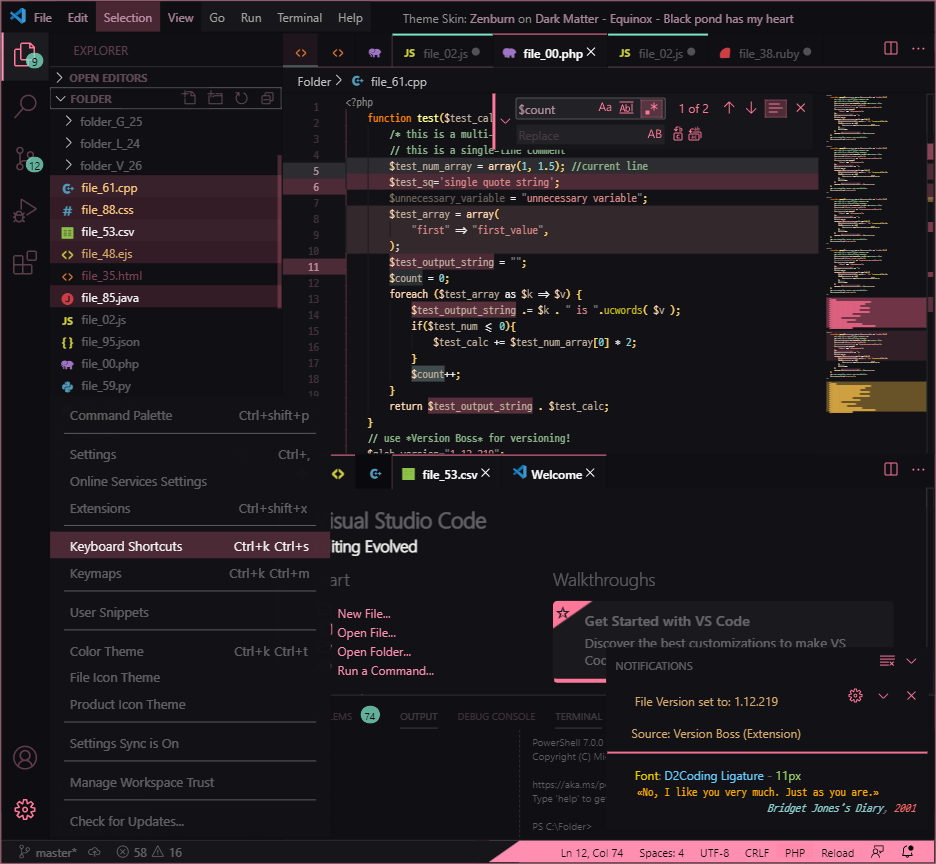 File Edit Selection View Go Run Terminal Help Theme Skin: Zenburn on Dark Matter - Equinox - Black pond has my heart
EXPLORER
JS file_02.js file_00.php JS file_02.js file_38.ruby
9
OPEN EDITORS
FOLDER
folder_G_25
folder_L_24
folder_V_26
file_61.cpp
# file_88.css
file_53.csv
file_48.ejs
file_35.html
file_85.java
JS file_02.js
{} file_95.json
file_00.php
file_59.py
12
Folder > file_61.cpp
$count Aa Abl .* 1 of 2
Replace AB
1 <?php
2 function test($test_cal
3 /* this is a multi-
4 // this is a single-line comment
5 $test_num_array = array(1, 1.5); //current line
6 $test_sq='single quote string';
7 $unnecessary_variable = "unnecessary variable";
8 $test_array = array(
9 "first" => "first_value",
10 );
11 $test_output_string = "";
12 $count = 0;
13 foreach ($test_array as $k => $v) {
14 $test_output_string .= $k . " is ".ucwords( $v );
15 if($test_num <= 0){
16 $test_calc += $test_num_array[0] * 2;
17 }
18 $count++;
19 }
return $test_output_string . $test_calc;
}
// use *Version Boss* for versioning!
Command Palette Ctrl+shift+p
Settings Ctrl+,
Online Services Settings
Extensions Ctrl+shift+x
Keyboard Shortcuts Ctrl+k Ctrl+s
Keymaps Ctrl+k Ctrl+m
User Snippets
Color Theme Ctrl+k Ctrl+t
File Icon Theme
Product Icon Theme
Settings Sync is On
Manage Workspace Trust
Check for Updates...
file_53.csv Welcome
isual Studio Code
iting Evolved
art
New File...
Open File...
Open Folder...
Run a Command...
Walkthroughs
Get Started with VS Code
Discover the best customizations to make VS
Coc
LEMS 74 OUTPUT DEBUG CONSOLE TERMINAL
PowerShell 7.0.0
Copyright (C) Mi
https://aka.ms/po
Type 'help' to ge
PS C:\Folder>
NOTIFICATIONS
File Version set to: 1.12.219
Source: Version Boss (Extension)
Font: D2Coding Ligature - 11px
«No, I like you very much. Just as you are.»
Bridget Jones's Diary, 2001
master* 58 16 Ln 12, Col 74 Spaces: 4 UTF-8 CRLF PHP Reload